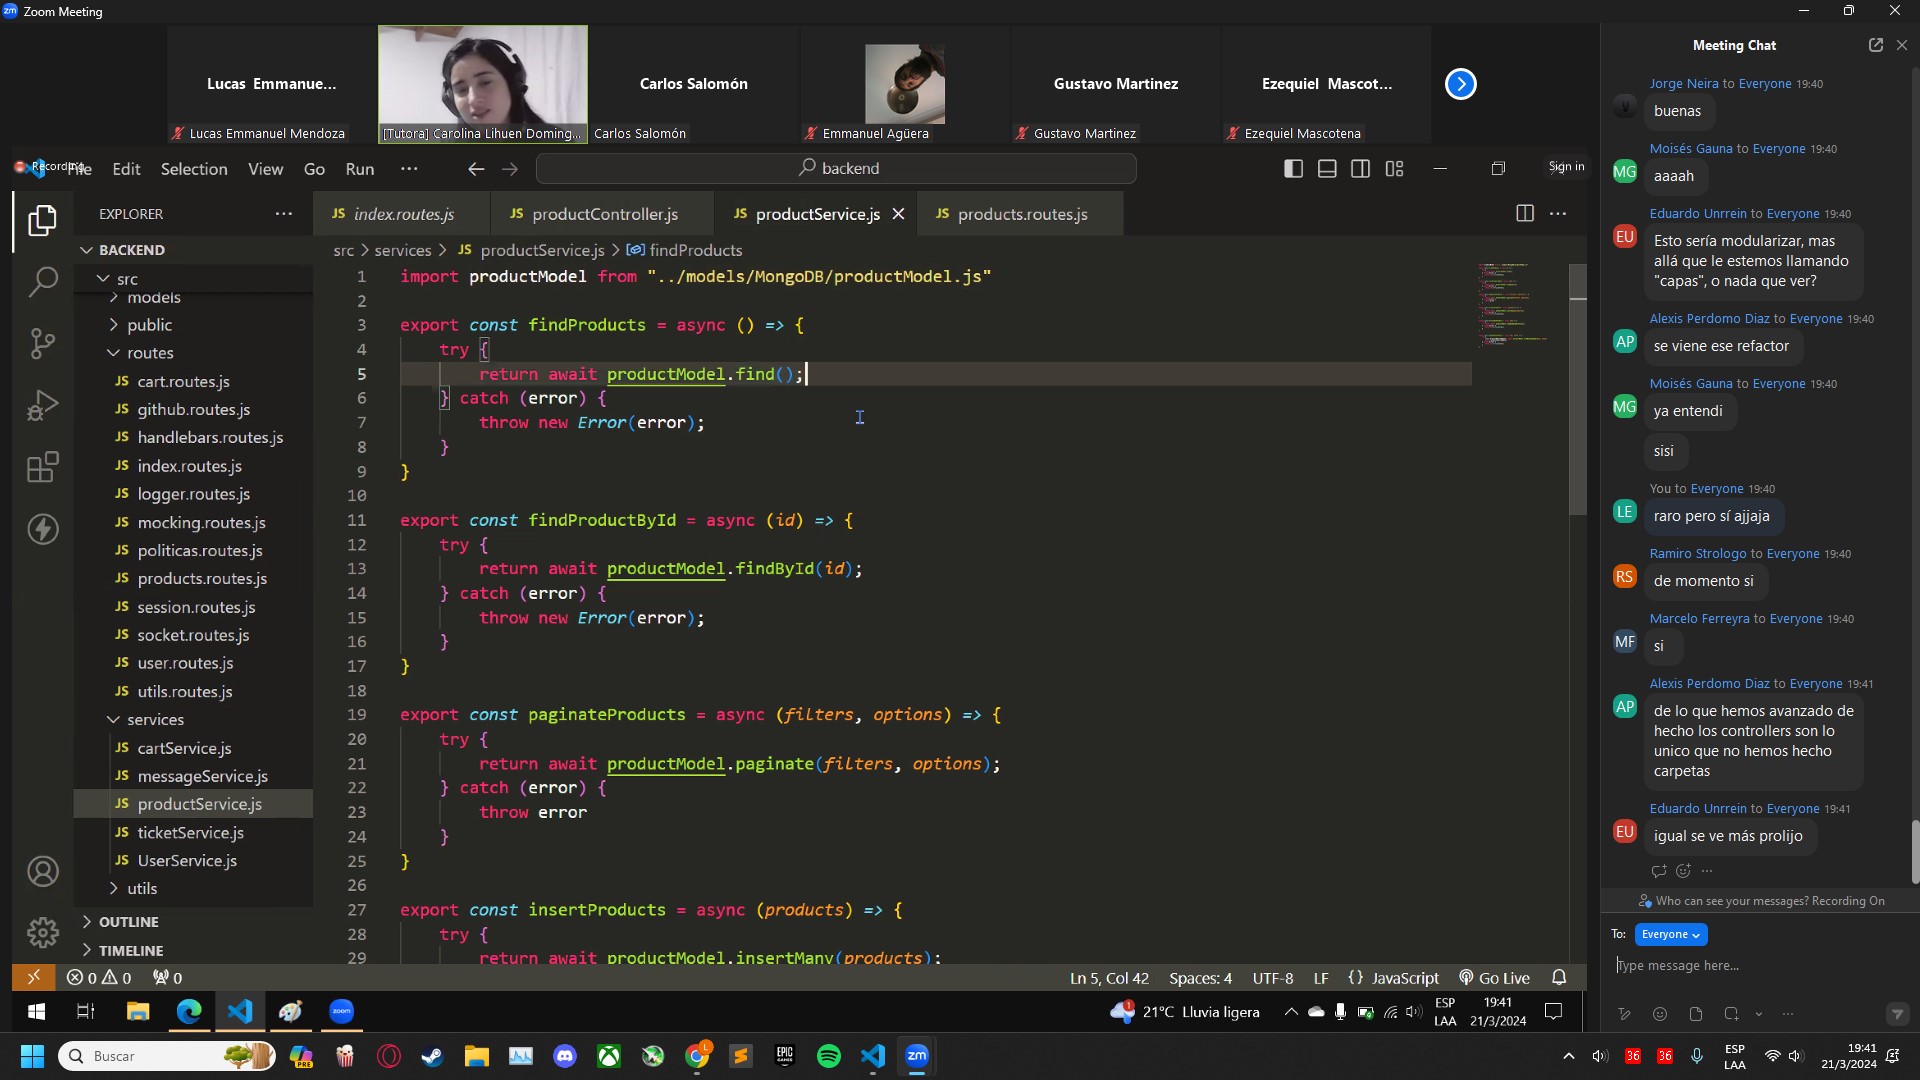 Zoom Meeting
Lucas Emmanue...
Carlos Salomón
Gustavo Martinez
Ezequiel Mascot...
Lucas Emmanuel Mendoza
[Tutora] Carolina Lihuen Doming...
Carlos Salomón
Emmanuel Agüera
Gustavo Martinez
Ezequiel Mascotena
Recording
Edit
Selection
View
Go
Run
backend
Sign in
EXPLORER
JS index.routes.js
JS productController.js
JS productService.js
JS products.routes.js
BACKEND
src > services > JS productService.js > findProducts
src
models
public
routes
JS cart.routes.js
JS github.routes.js
JS handlebars.routes.js
JS index.routes.js
JS logger.routes.js
JS mocking.routes.js
JS politicas.routes.js
JS products.routes.js
JS session.routes.js
JS socket.routes.js
JS user.routes.js
JS utils.routes.js
services
JS cartService.js
JS messageService.js
JS productService.js
JS ticketService.js
JS UserService.js
utils
OUTLINE
TIMELINE
1 import productModel from "../models/MongoDB/productModel.js"
2
3 export const findProducts = async () => {
4 try {
5 return await productModel.find();
6 } catch (error) {
7 throw new Error(error);
8 }
9 }
10
11 export const findProductById = async (id) => {
12 try {
13 return await productModel.findById(id);
14 } catch (error) {
15 throw new Error(error);
16 }
17 }
18
19 export const paginateProducts = async (filters, options) => {
20 try {
21 return await productModel.paginate(filters, options);
22 } catch (error) {
23 throw error
24 }
25 }
26
27 export const insertProducts = async (products) => {
28 try {
29 return await productModel.insertMany(products);
0 0 0
Ln 5, Col 42
Spaces: 4
UTF-8
LF
{} JavaScript
Go Live
zoom
1
21°C Lluvia ligera
ESP
LAA
19:41
21/3/2024
Meeting Chat
Jorge Neira to Everyone 19:40
buenas
Moisés Gauna to Everyone 19:40
MG
aaaah
Eduardo Unrrein to Everyone 19:40
EU
Esto sería modularizar, mas
allá que le estemos llamando
"capas", o nada que ver?
Alexis Perdomo Diaz to Everyone 19:40
AP
se viene ese refactor
Moisés Gauna to Everyone 19:40
MG
ya entendi
sisi
You to Everyone 19:40
LE
raro pero sí ajjaja
Ramiro Strologo to Everyone 19:40
RS
de momento si
Marcelo Ferreyra to Everyone 19:40
MF
si
Alexis Perdomo Diaz to Everyone 19:41
AP
de lo que hemos avanzado de
hecho los controllers son lo
unico que no hemos hecho
carpetas
Eduardo Unrrein to Everyone 19:41
EU
igual se ve más prolijo
Who can see your messages? Recording On
To: Everyone
Type message here...
Buscar
PRE
L
EPIC
GAMES
zm
36
36
ESP
LAA
19:41
21/3/2024